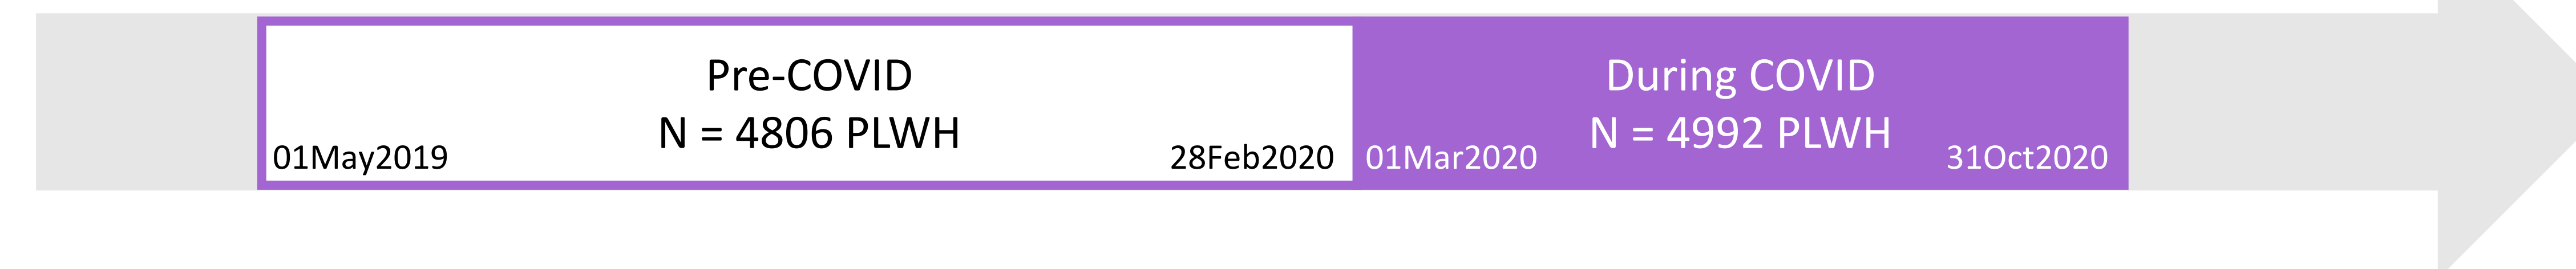 Pre-COVID
N = 4806 PLWH
01May2019
28Feb2020
During COVID
N = 4992 PLWH
01Mar2020
31Oct2020